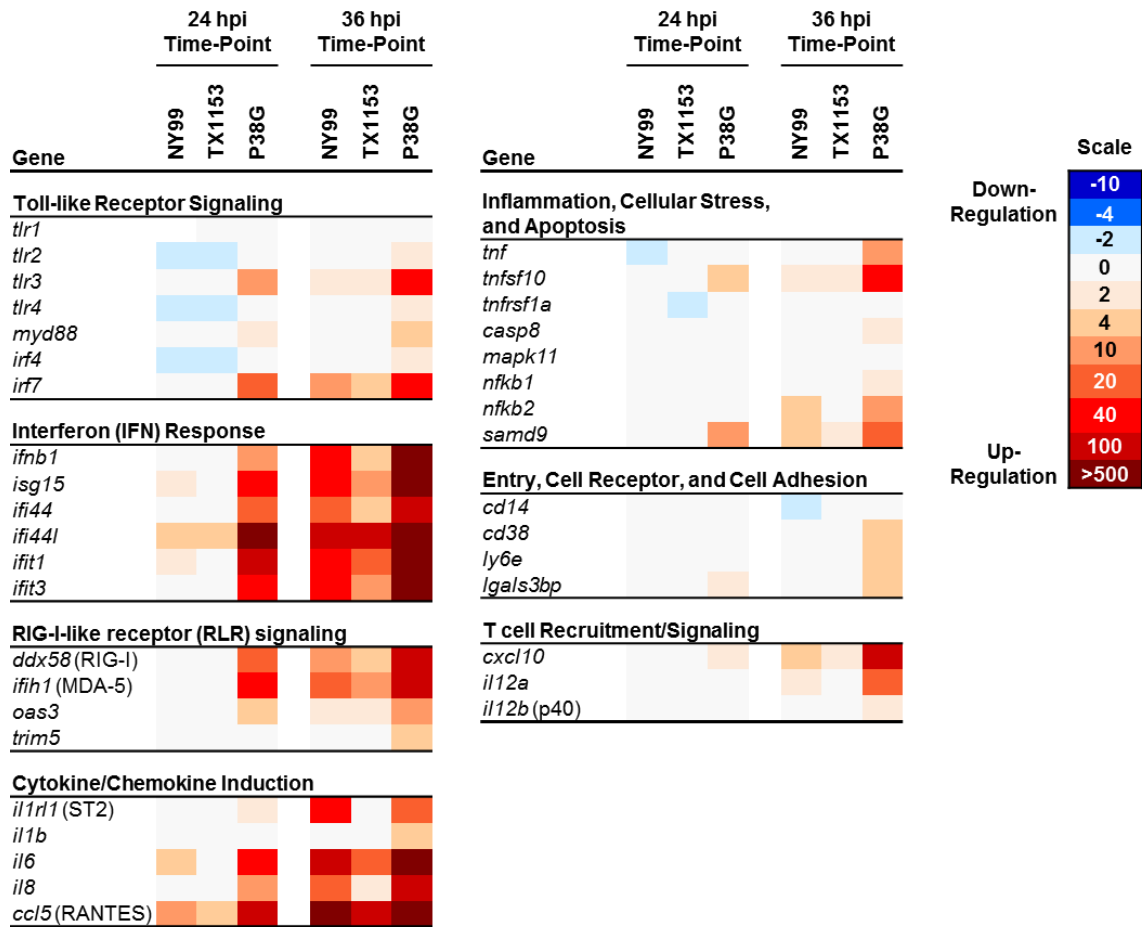 24 hpi
Time-Point
36 hpi
Time-Point
Gene
NY99
TX1153
P38G
NY99
TX1153
P38G
Toll-like Receptor Signaling
tlr1
tlr2
tlr3
tlr4
myd88
irf4
irf7
Interferon (IFN) Response
ifnb1
isg15
ifi44
ifi44l
ifit1
ifit3
RIG-I-like receptor (RLR) signaling
ddx58 (RIG-I)
ifih1 (MDA-5)
oas3
trim5
Cytokine/Chemokine Induction
il1rl1 (ST2)
il1b
il6
il8
ccl5 (RANTES)
24 hpi
Time-Point
36 hpi
Time-Point
Gene
NY99
TX1153
P38G
NY99
TX1153
P38G
Inflammation, Cellular Stress,
and Apoptosis
tnf
tnfsf10
tnfrsf1a
casp8
mapk11
nfkb1
nfkb2
samd9
Entry, Cell Receptor, and Cell Adhesion
cd14
cd38
ly6e
lgals3bp
T cell Recruitment/Signaling
cxcl10
il12a
il12b (p40)
Scale
Down-
Regulation
-10
-4
-2
0
2
4
10
20
40
100
>500
Up-
Regulation